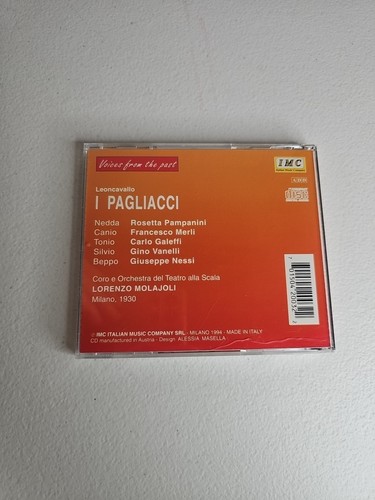 Voices from the past
IMC
Leoncavallo
I PAGLIACCI
Nedda Rosetta Pampanini
Canio Francesco Merli
Tonio Carlo Galeffi
Silvio Gino Vanelli
Beppo Giuseppe Nessi
Coro e Orchestra del Teatro alla Scala
LORENZO MOLAJOLI
Milano, 1930
℗ IMC ITALIAN MUSIC COMPANY SRL - MILANO 1994 - MADE IN ITALY
CD manufactured in Austria - Design ALESSIA MASELLA